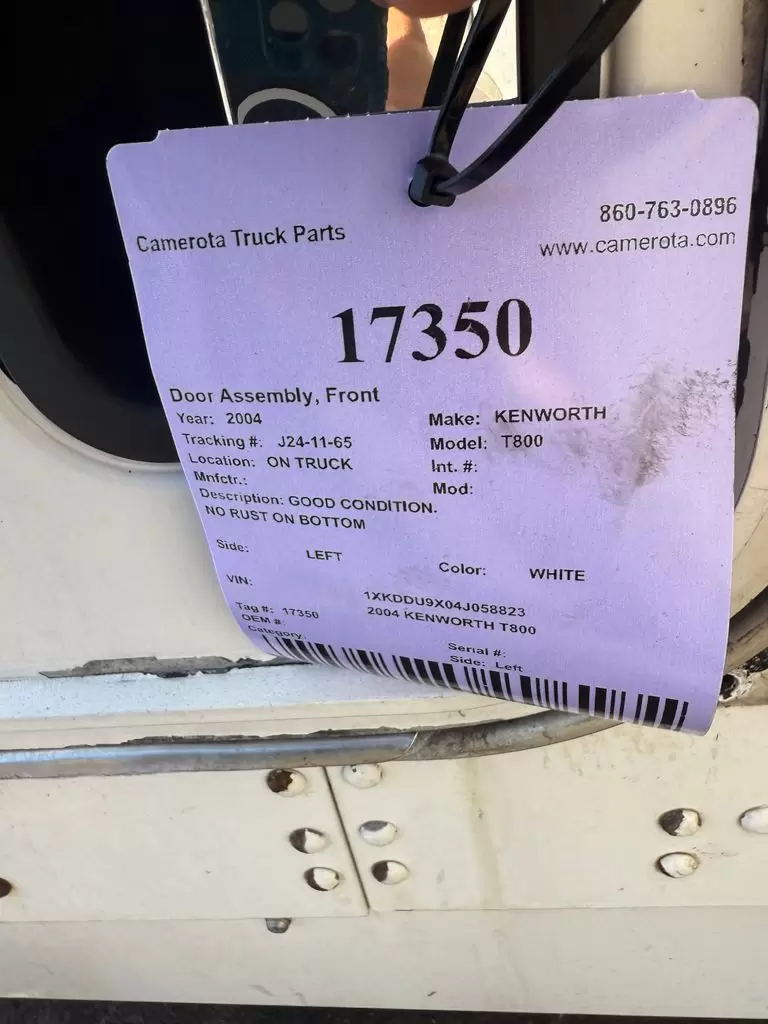 Camerota Truck Parts
860-763-0896
www.camerota.com
17350
Door Assembly, Front
Year: 2004
Make: KENWORTH
Tracking #: J24-11-65
Model: T800
Location: ON TRUCK
Int. #:
Mnfctr.:
Mod:
Description: GOOD CONDITION.
NO RUST ON BOTTOM
Side: LEFT
Color: WHITE
VIN: 1XKDDU9X04J058823
Tag #: 17350
2004 KENWORTH T800
OEM #:
Serial #:
Category:
Side: Left